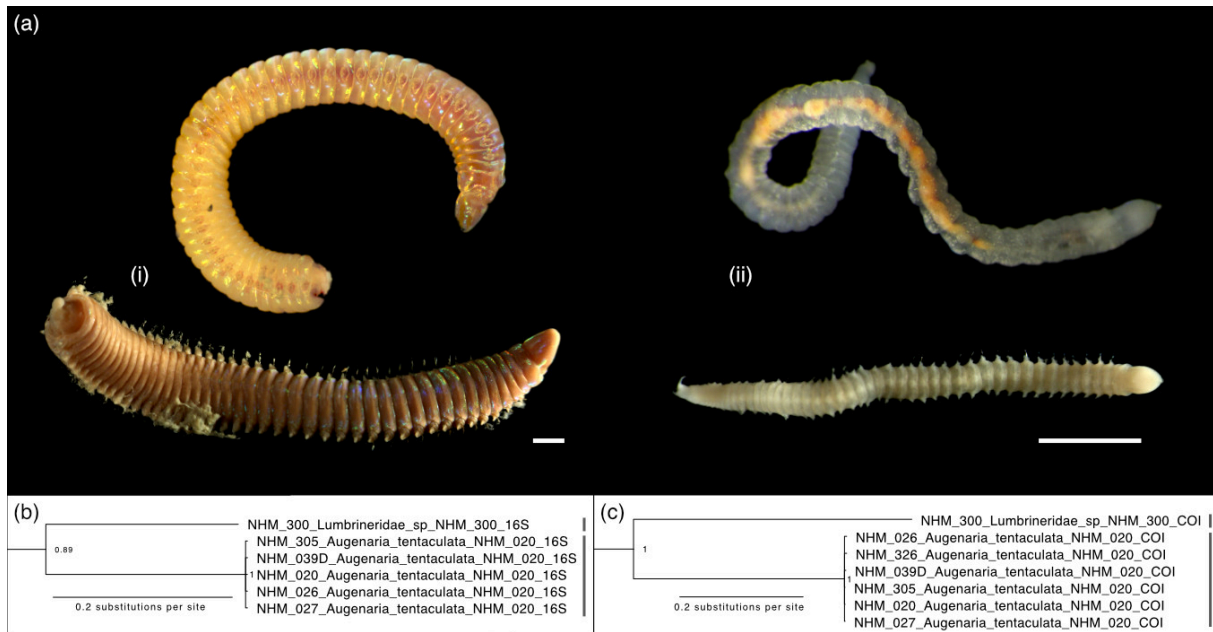 (a)
(i)
(ii)
(b)
NHM_300_Lumbrineridae_sp_NHM_300_16S
NHM_305_Augenaria_tentaculata_NHM_020_16S
0.89
NHM_039D_Augenaria_tentaculata_NHM_020_16S
1
NHM_020_Augenaria_tentaculata_NHM_020_16S
NHM_026_Augenaria_tentaculata_NHM_020_16S
0.2 substitutions per site
NHM_027_Augenaria_tentaculata_NHM_020_16S
(c)
NHM_300_Lumbrineridae_sp_NHM_300_COI
NHM_026_Augenaria_tentaculata_NHM_020_COI
1
NHM_326_Augenaria_tentaculata_NHM_020_COI
NHM_039D_Augenaria_tentaculata_NHM_020_COI
1
NHM_305_Augenaria_tentaculata_NHM_020_COI
0.2 substitutions per site
NHM_020_Augenaria_tentaculata_NHM_020_COI
NHM_027_Augenaria_tentaculata_NHM_020_COI